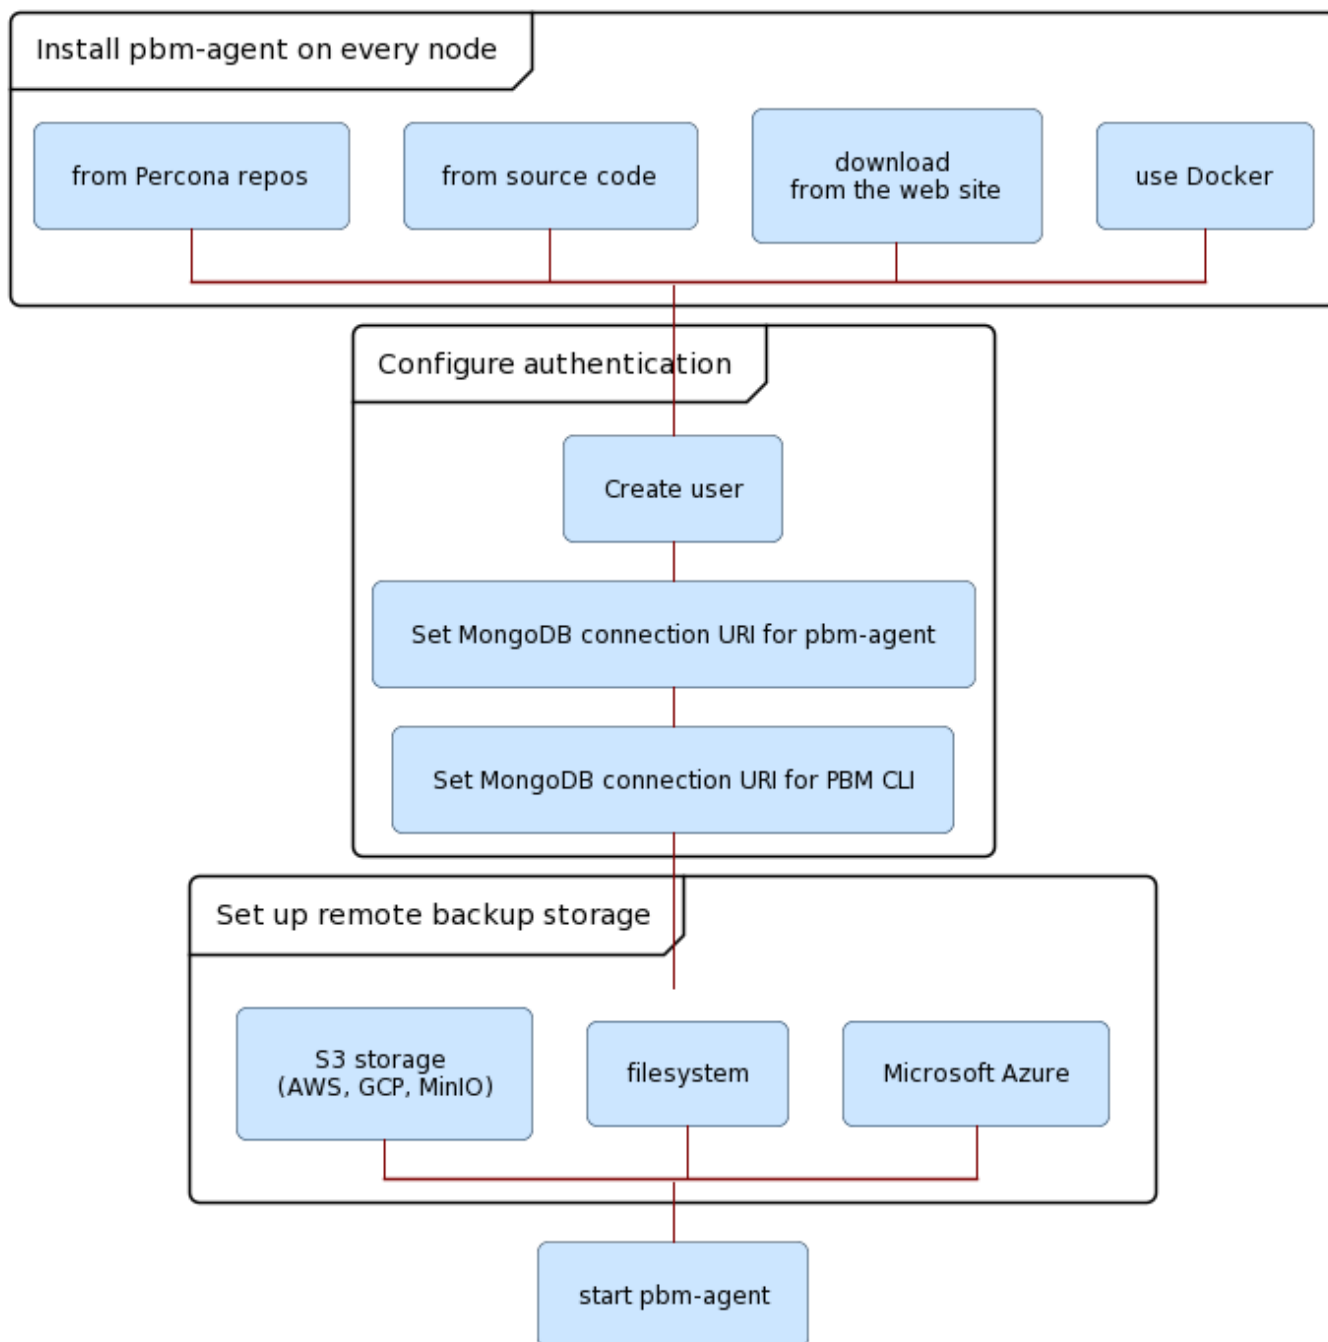 Install pbm-agent on every node
from Percona repos
from source code
download
from the web site
use Docker
Configure authentication
Create user
Set MongoDB connection URI for pbm-agent
Set MongoDB connection URI for PBM CLI
Set up remote backup storage
S3 storage
(AWS, GCP, MinIO)
filesystem
Microsoft Azure
start pbm-agent